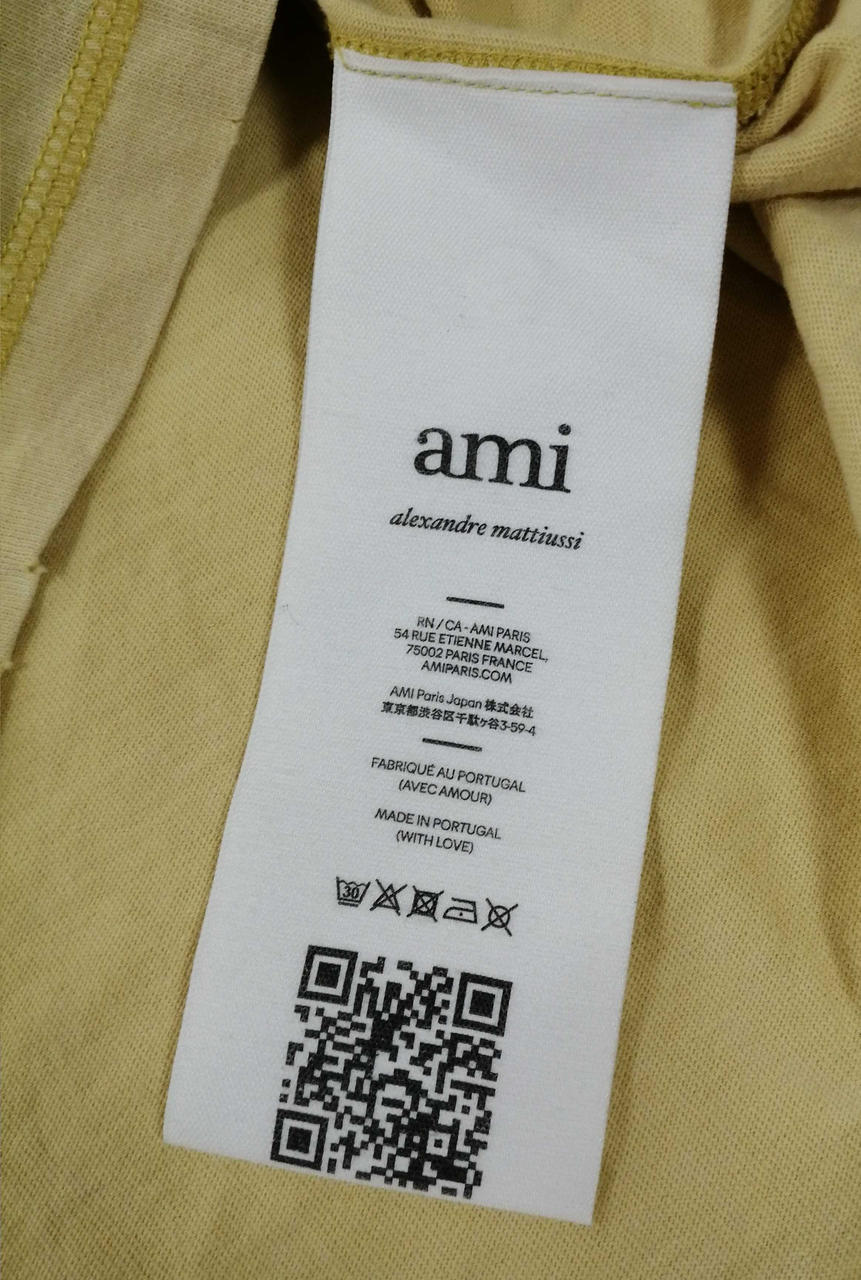 ami
alexandre mattiussi
RN / CA - AMI PARIS
54 RUE ETIENNE MARCEL,
75002 PARIS FRANCE
AMIPARIS.COM
AMI Paris Japan 株式会社
東京都渋谷区千駄ヶ谷3-59-4
FABRIQUÉ AU PORTUGAL
(AVEC AMOUR)
MADE IN PORTUGAL
(WITH LOVE)
30